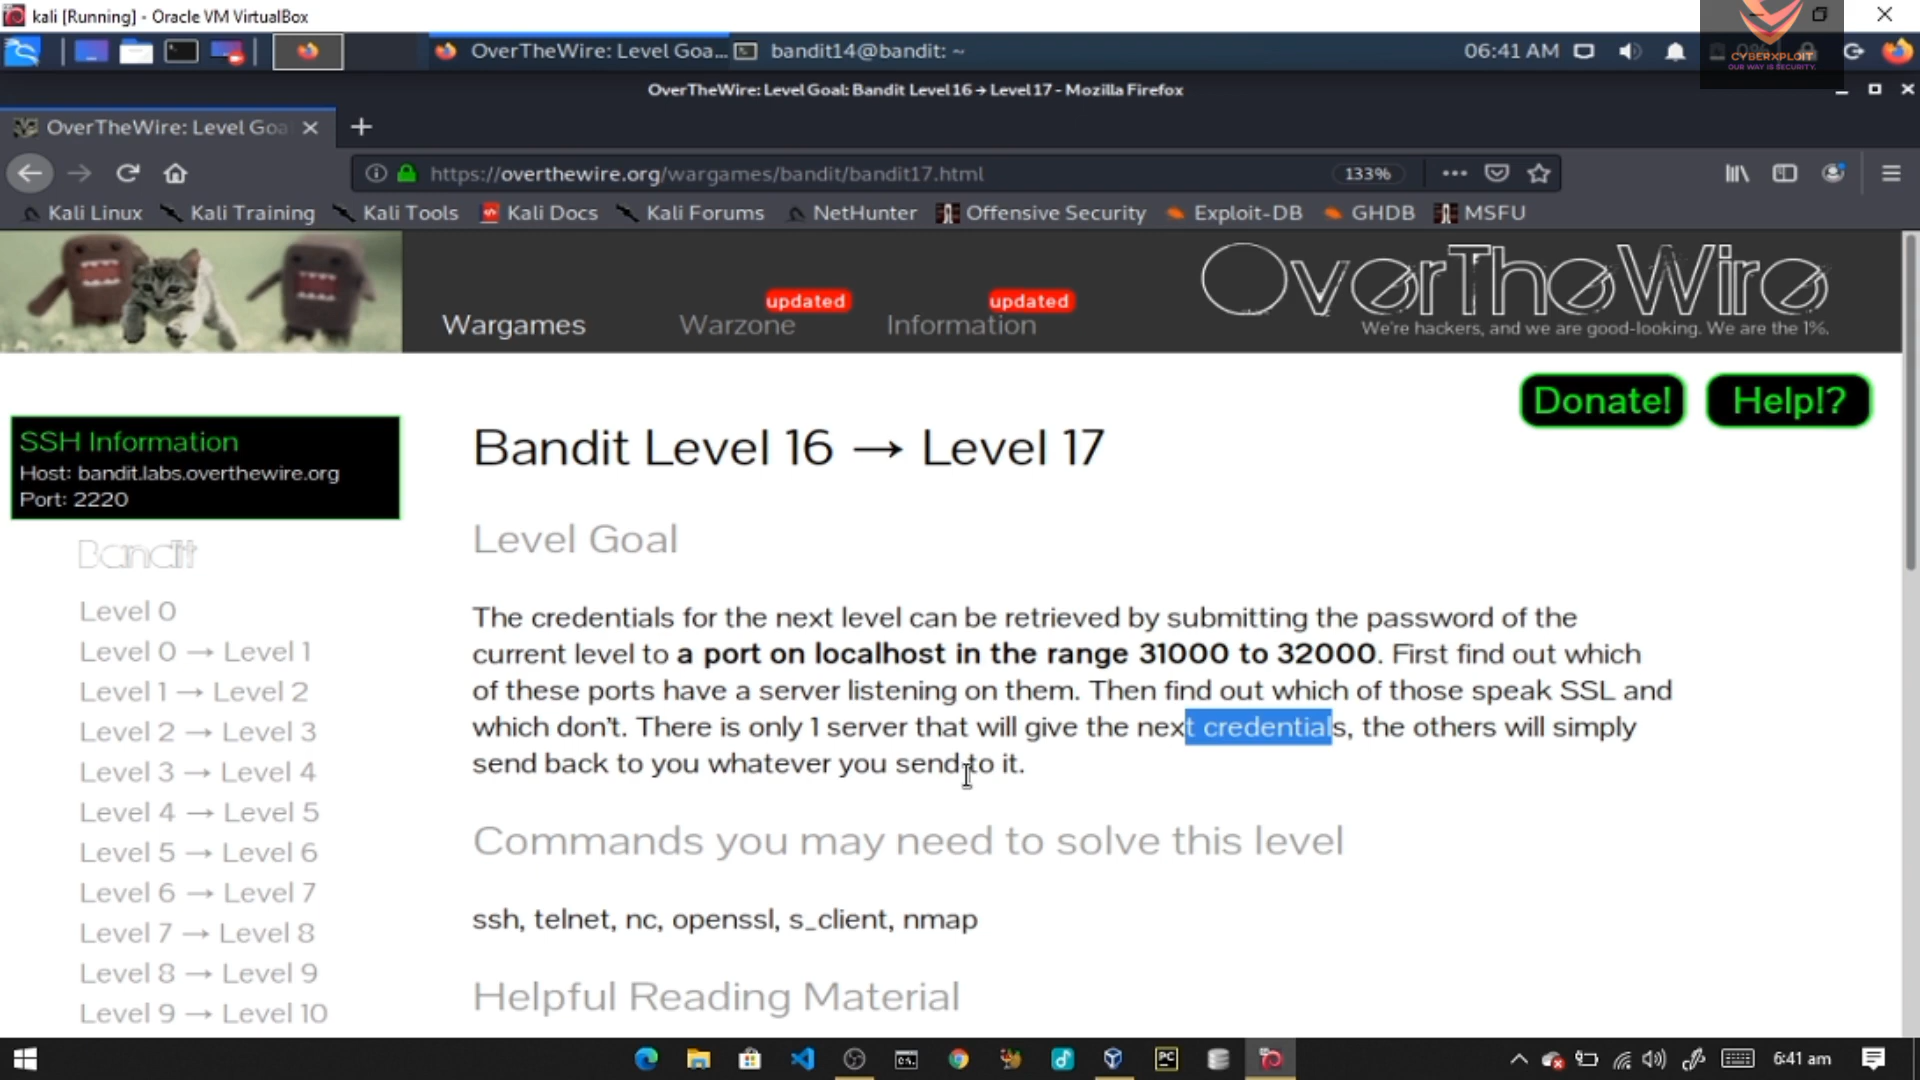 kali [Running] - Oracle VM VirtualBox
OverTheWire: Level Goa...
bandit14@bandit: ~
06:41 AM
CYBERXPLOIT
OUR WAY IS SECURITY.
OverTheWire: Level Goal: Bandit Level 16 → Level 17 - Mozilla Firefox
OverTheWire: Level Goa
https://overthewire.org/wargames/bandit/bandit17.html
133%
Kali Linux
Kali Training
Kali Tools
Kali Docs
Kali Forums
NetHunter
Offensive Security
Exploit-DB
GHDB
MSFU
Wargames
Warzone
updated
Information
updated
OverTheWire
We're hackers, and we are good-looking. We are the 1%.
Donate!
Help!?
SSH Information
Host: bandit.labs.overthewire.org
Port: 2220
Bandit
Level 0
Level 0 → Level 1
Level 1 → Level 2
Level 2 → Level 3
Level 3 → Level 4
Level 4 → Level 5
Level 5 → Level 6
Level 6 → Level 7
Level 7 → Level 8
Level 8 → Level 9
Level 9 → Level 10
Bandit Level 16 → Level 17
Level Goal
The credentials for the next level can be retrieved by submitting the password of the
current level to a port on localhost in the range 31000 to 32000. First find out which
of these ports have a server listening on them. Then find out which of those speak SSL and
which don't. There is only 1 server that will give the next credentials, the others will simply
send back to you whatever you send to it.
Commands you may need to solve this level
ssh, telnet, nc, openssl, s_client, nmap
Helpful Reading Material
PC
6:41 am